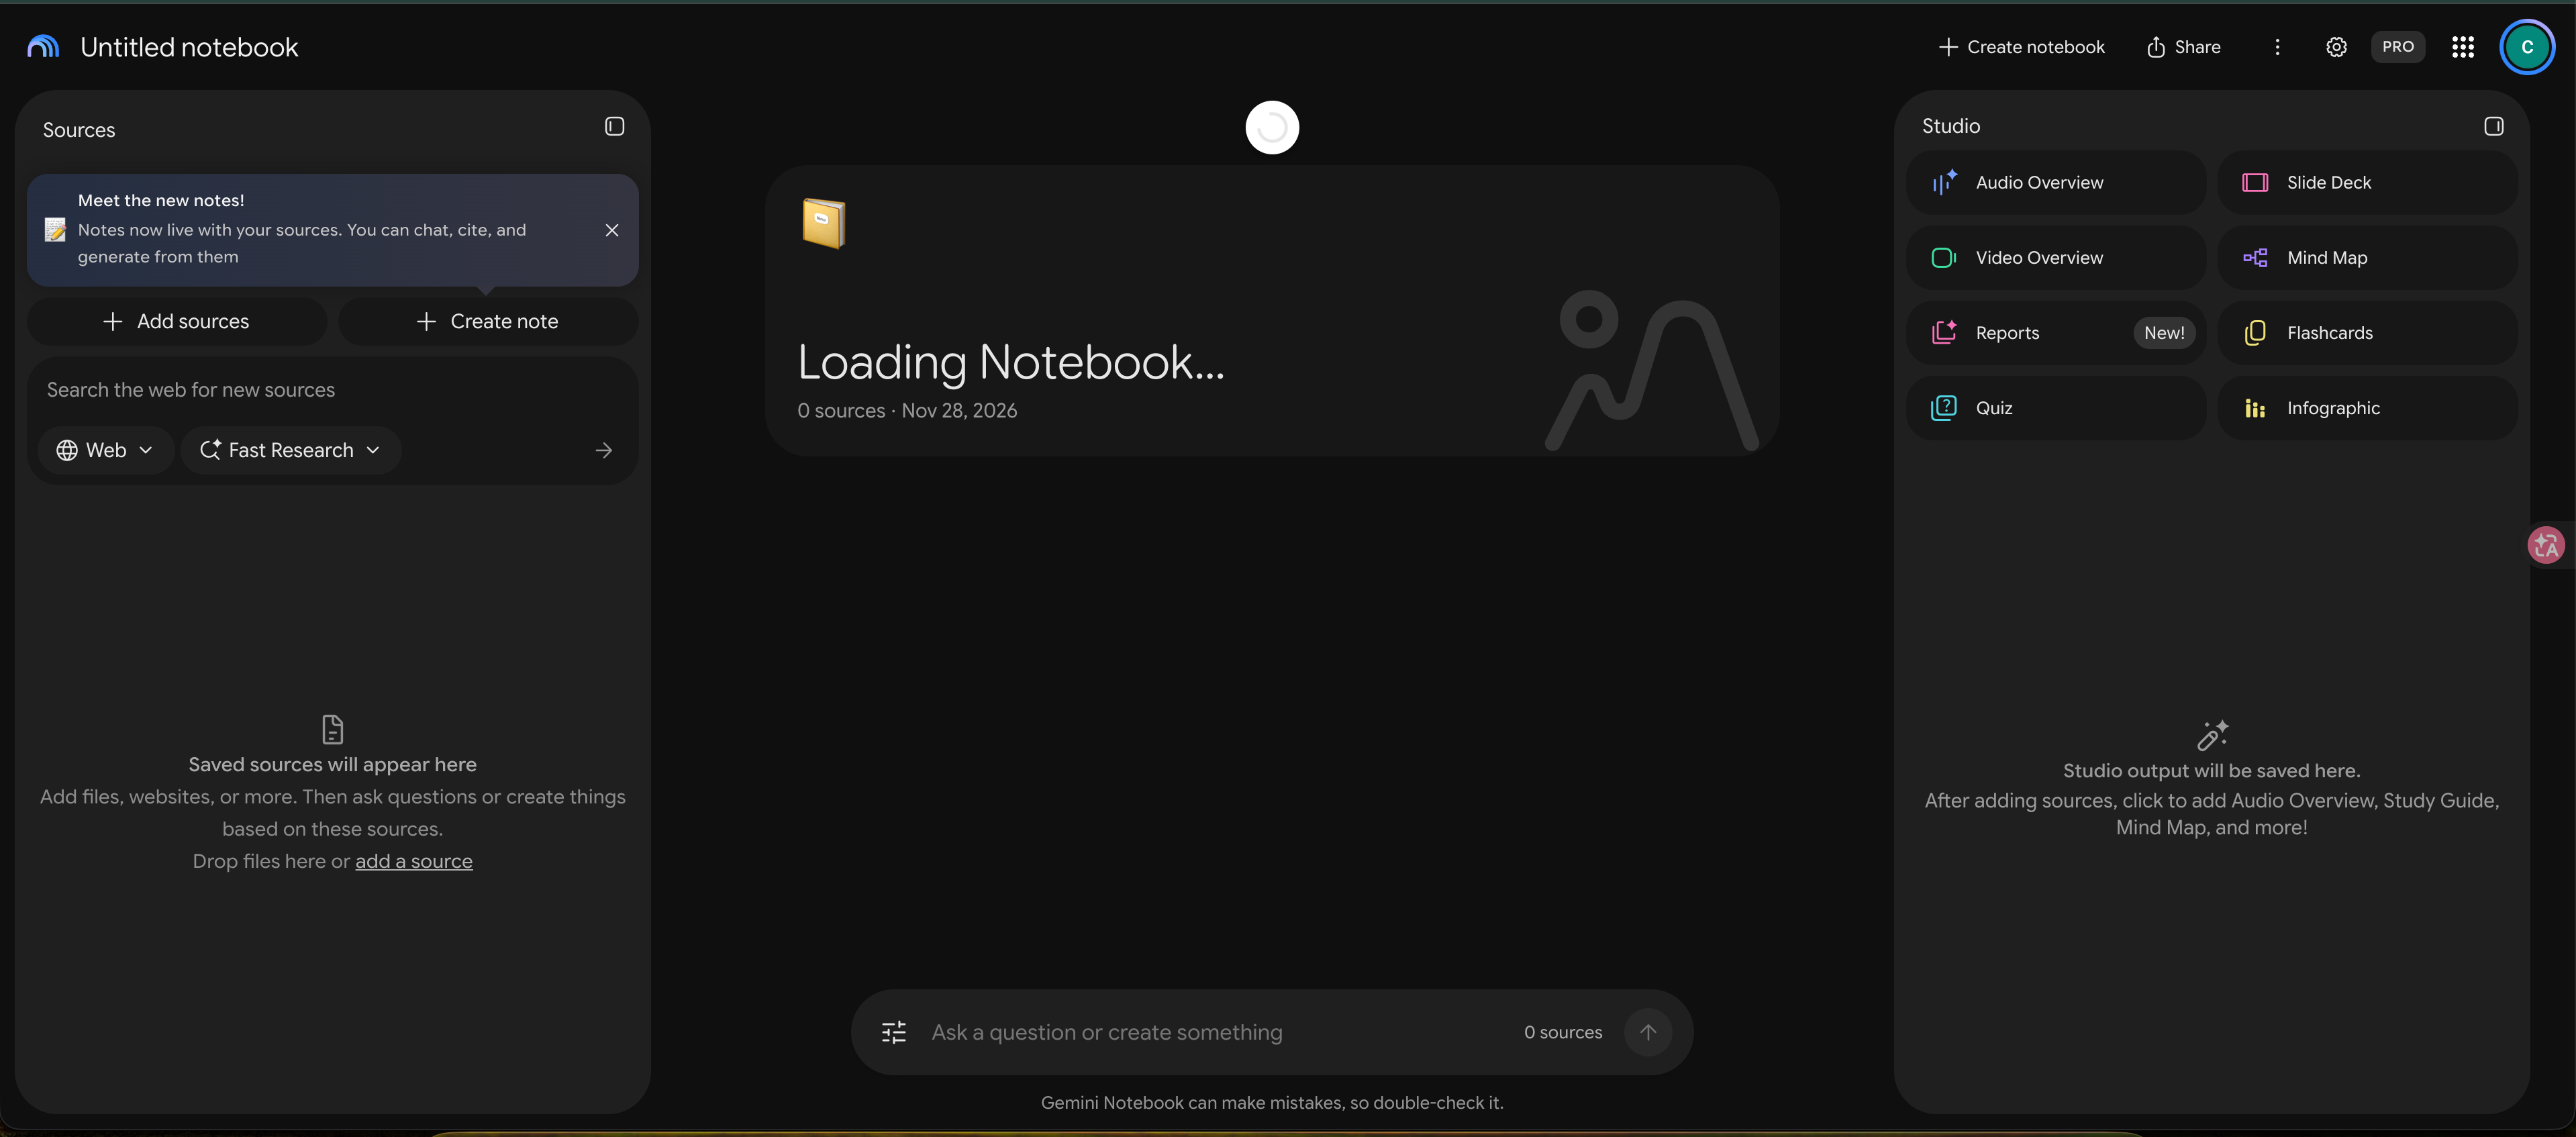 Untitled notebook
Create notebook
Share
PRO
C
Sources
Meet the new notes!
Notes now live with your sources. You can chat, cite, and
generate from them
Add sources
Create note
Search the web for new sources
Web
Fast Research
Saved sources will appear here
Add files, websites, or more. Then ask questions or create things
based on these sources.
Drop files here or add a source
Loading Notebook...
0 sources · Nov 28, 2026
Ask a question or create something
0 sources
Gemini Notebook can make mistakes, so double-check it.
Studio
Audio Overview
Slide Deck
Video Overview
Mind Map
Reports
New!
Flashcards
Quiz
Infographic
Studio output will be saved here.
After adding sources, click to add Audio Overview, Study Guide,
Mind Map, and more!